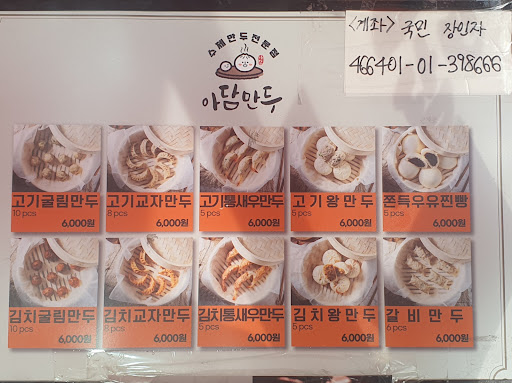 수제만두전문점
아담만두
<계좌> 국민 장인자
466401-01-398666
고기굴림만두
10 pcs 6,000원
고기교자만두
8 pcs 6,000원
고기통새우만두
5 pcs 6,000원
고기왕만두
5 pcs 6,000원
쫀득우유찐빵
5 pcs 6,000원
김치굴림만두
10 pcs 6,000원
김치교자만두
8 pcs 6,000원
김치통새우만두
5 pcs 6,000원
김치왕만두
5 pcs 6,000원
갈비만두
6 pcs 6,000원